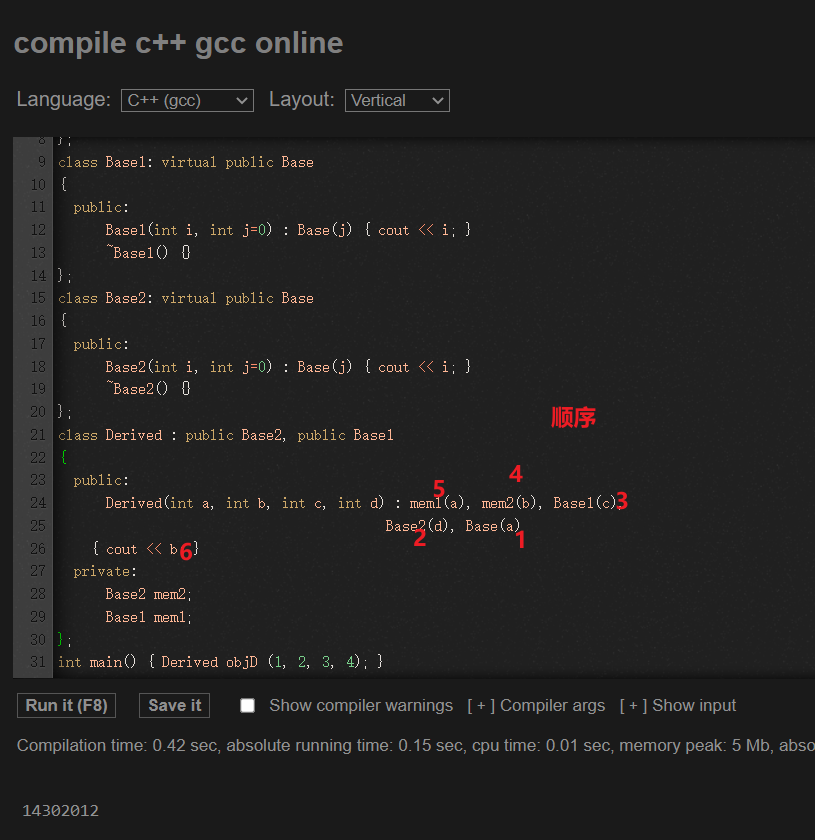 compile c++ gcc online
Language: C++ (gcc) Layout: Vertical
8 };
9 class Base1: virtual public Base
10 {
11 public:
12 Base1(int i, int j=0) : Base(j) { cout << i; }
13 ~Base1() {}
14 };
15 class Base2: virtual public Base
16 {
17 public:
18 Base2(int i, int j=0) : Base(j) { cout << i; }
19 ~Base2() {}
20 };
顺序
21 class Derived : public Base2, public Base1
22 {
4
23 public:
5
24 Derived(int a, int b, int c, int d) : mem1(a), mem2(b), Base1(c), 3
25 Base2(d), Base(a)
2 1
26 { cout << b 6 }
27 private:
28 Base2 mem2;
29 Base1 mem1;
30 };
31 int main() { Derived objD (1, 2, 3, 4); }
Run it (F8) Save it Show compiler warnings [ + ] Compiler args [ + ] Show input
Compilation time: 0.42 sec, absolute running time: 0.15 sec, cpu time: 0.01 sec, memory peak: 5 Mb, abso
14302012